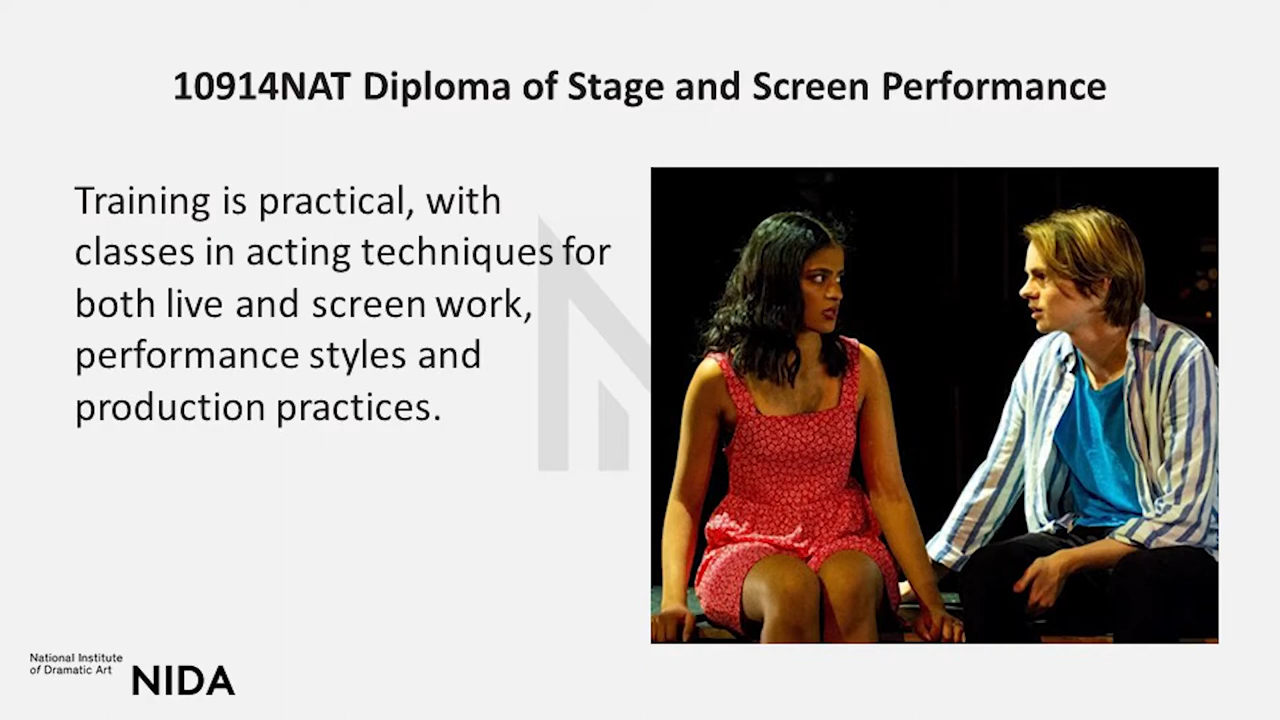 10914NAT Diploma of Stage and Screen Performance
Training is practical, with
classes in acting techniques for
both live and screen work,
performance styles and
production practices.
National Institute
of Dramatic Art
NIDA